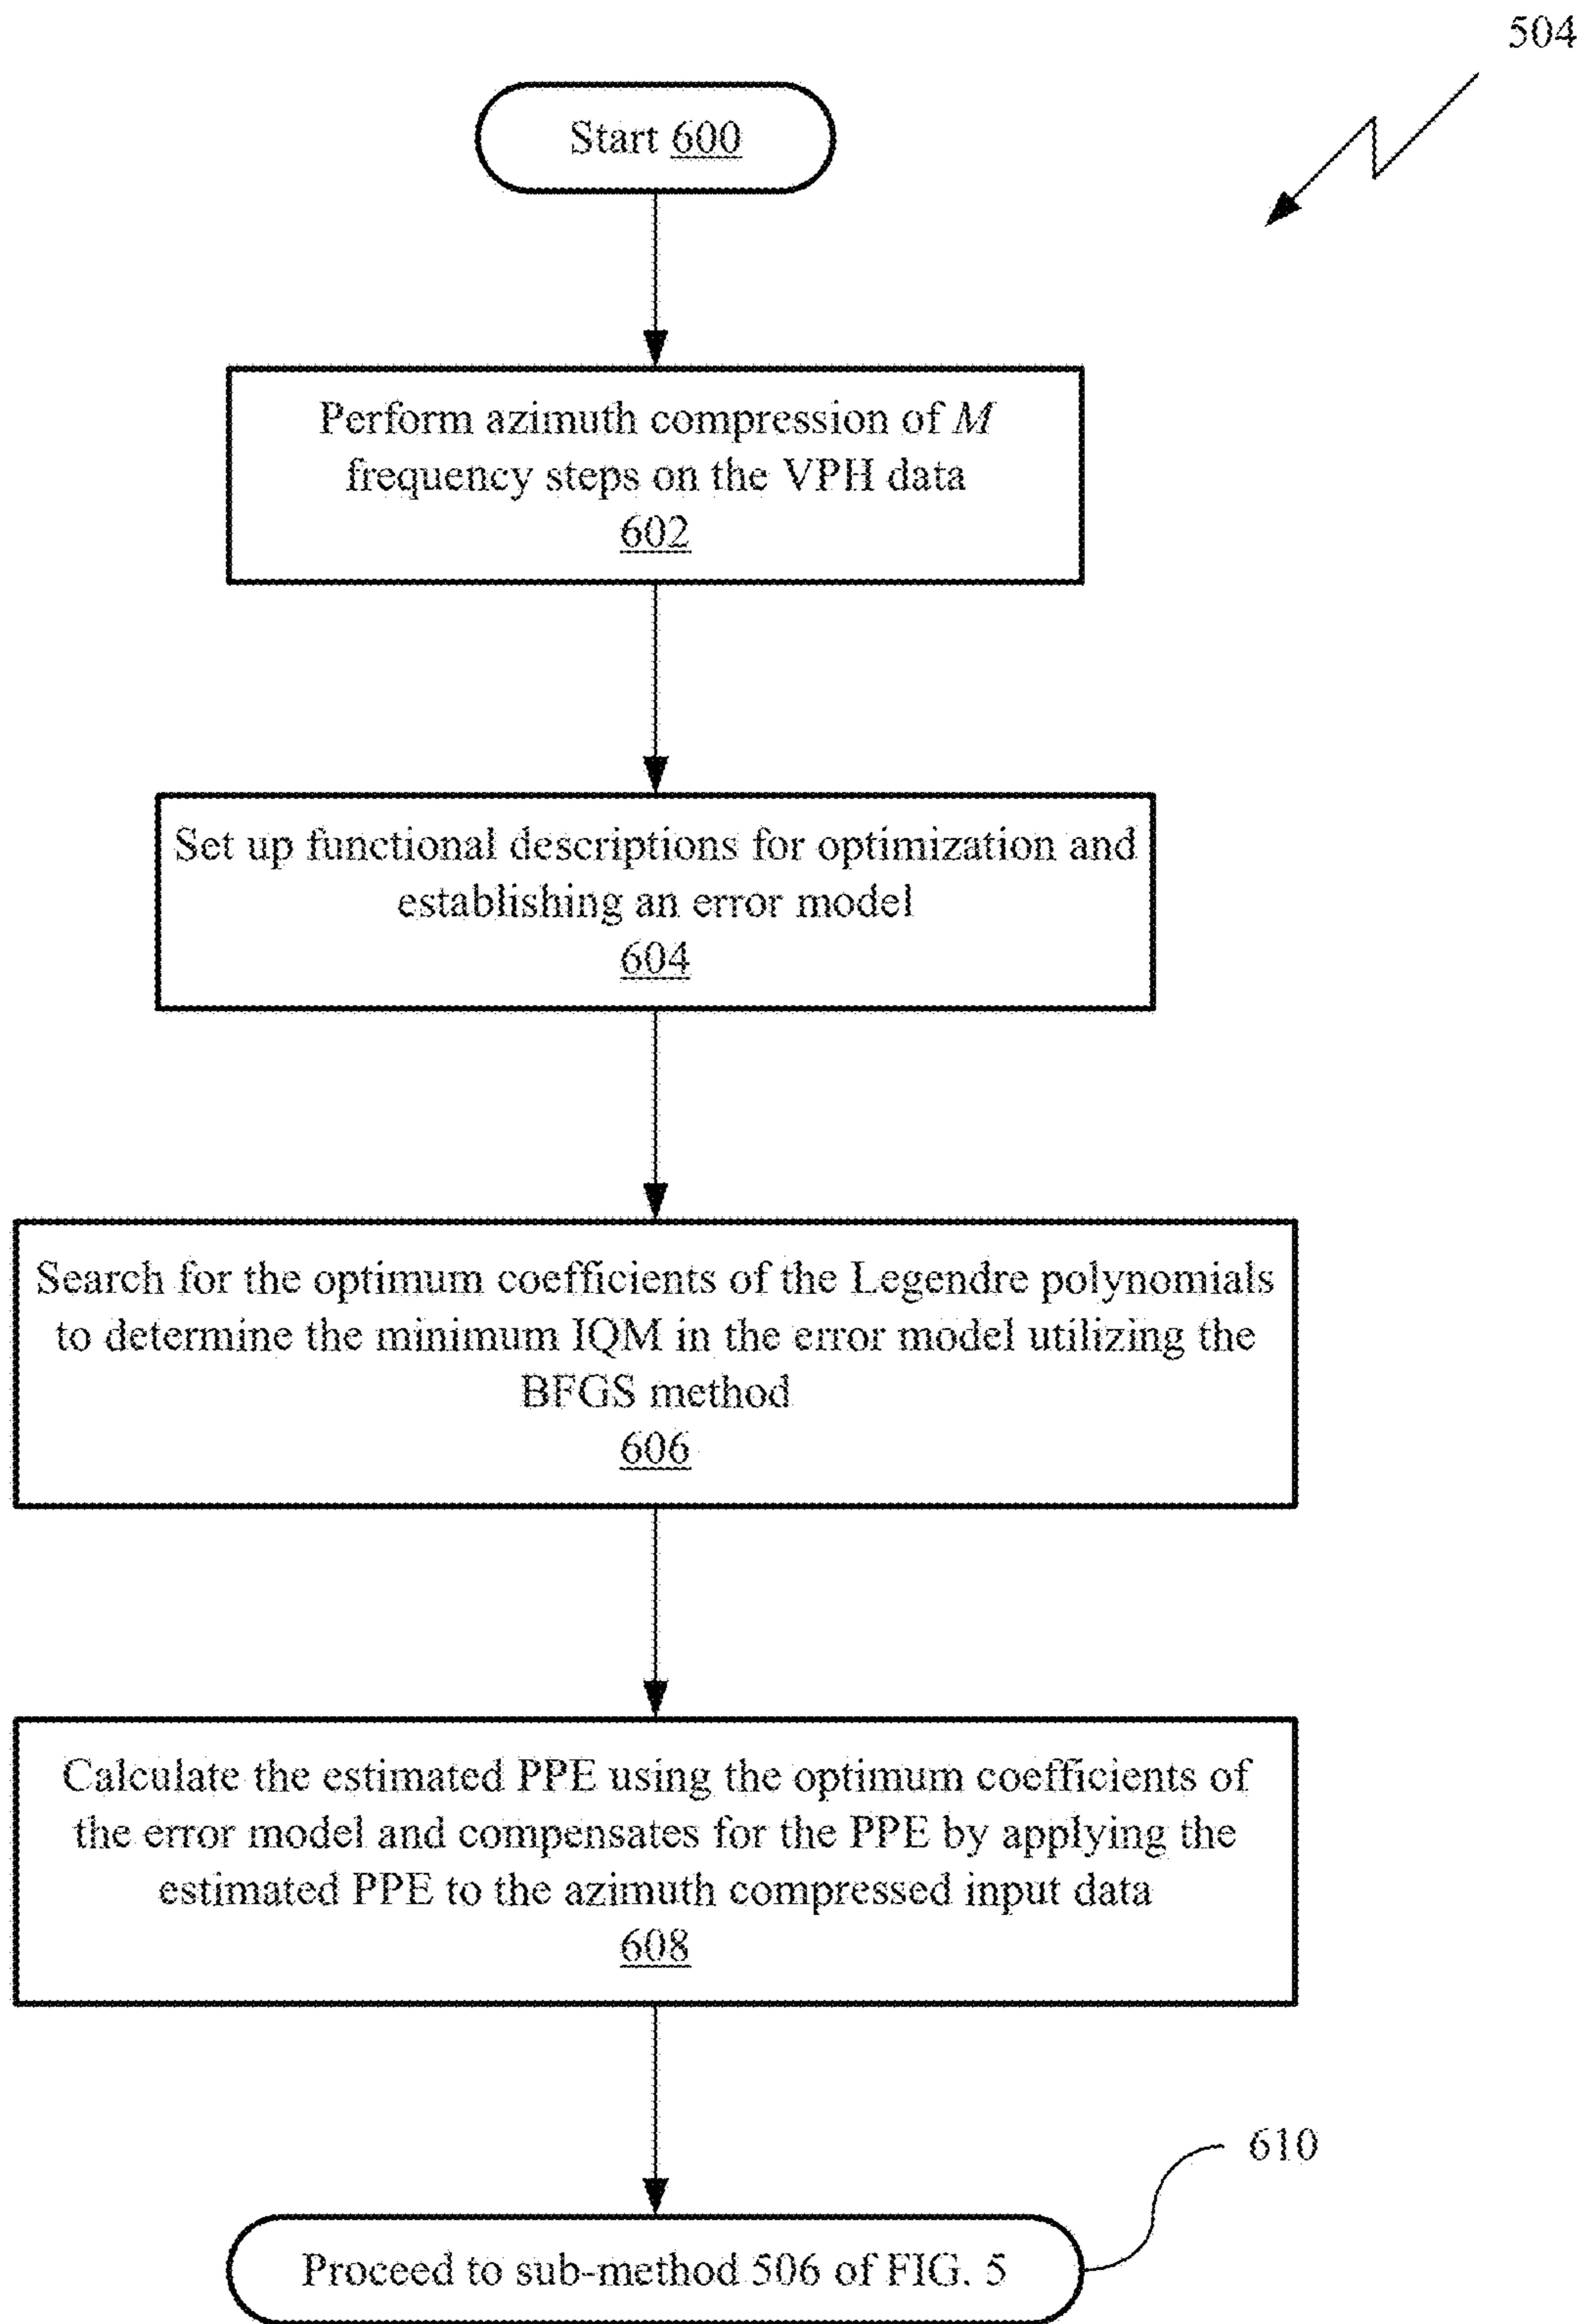 504
Start 600
Perform azimuth compression of M
frequency steps on the VPH data
602
Set up functional descriptions for optimization and
establishing an error model
604
Search for the optimum coefficients of the Legendre polynomials
to determine the minimum IQM in the error model utilizing the
BFGS method
606
Calculate the estimated PPE using the optimum coefficients of
the error model and compensates for the PPE by applying the
estimated PPE to the azimuth compressed input data
608
610
Proceed to sub-method 506 of FIG. 5